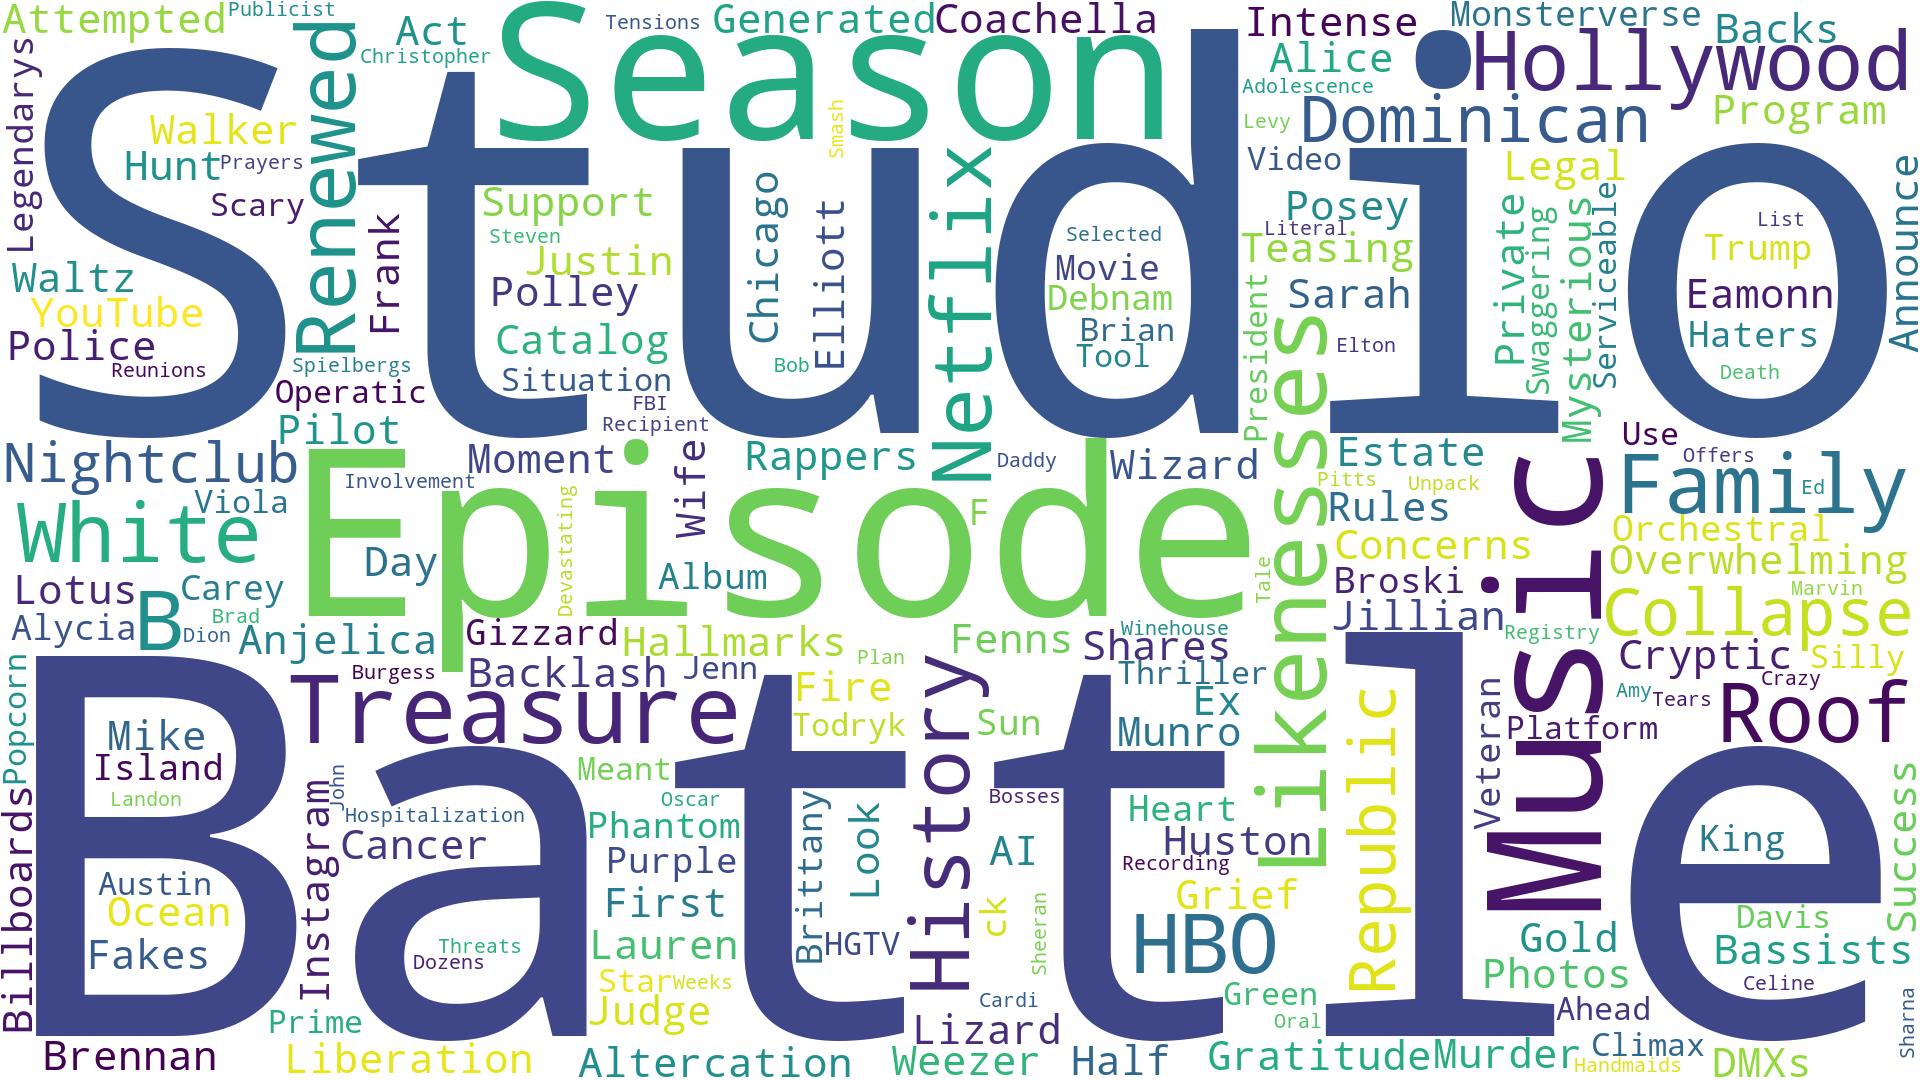 Attempted
Publicist
Act
Christopher
Season
Tensions
Generated
Coachella
Intense
Monsterverse
Backs
Alice
Hollywood
Adolescence
Program
Legendarys
Renewed
Studio
Walker
Hunt
Prayers
Scary
Smash
Levy
Dominican
Video
Legal
Posey
Literal
Teasing
Support
Steven
Justin
Frank
Polley
Chicago
Elliott
Netflix
Selected
Movie
Debnam
Brian
Tool
Sarah
President
Private
Swaggering
Mysterious
Serviceable
List
Trump
Eamonn
Haters
Death
Announce
Waltz
YouTube
Police
Reunions
Spielbergs
Operatic
Catalog
Situation
Bob
Elton
FBI
Recipient
Pilot
Nightclub
Moment
Wife
Rappers
Daddy
Wizard
Likenesses
Estate
Pitts
Unpack
Use
Offers
Family
Ed
Involvement
Viola
White
Episode
Day
Devastating
F
Album
Tale
Rules
Concerns
Music
Orchestral
Overwhelming
Marvin
Lotus
Carey
B
Brad
Alycia
Dion
Anjelica
Gizzard
Hallmarks
Fenns
Winehouse
Shares
Broski
Jillian
Registry
Collapse
Cryptic
Silly
Crazy
Burgess
Backlash
Jenn
Plan
Thriller
Popcorn
Treasure
Fire
Todryk
History
Sun
Ex
Munro
Amy
Tears
Platform
Roof
Battle
Mike
Island
Landon
John
Meant
Oscar
Bosses
Republic
Veteran
Billboards
Instagram
Hospitalization
Cancer
Phantom
Purple
Brittany
Look
AI
Heart
Huston
Recording
Grief
King
Success
Austin
Ocean
Fakes
Threats
Dozens
First
Lauren
HGTV
ck
Sheeran
HBO
Gold
Photos
Davis
Bassists
Celine
Star
Weeks
Judge
Cardi
Green
Oral
Ahead
Sharna
Prime
Lizard
Brennan
Liberation
Altercation
Weezer
Half
Gratitude
Murder
Climax
Handmaids
DMXs